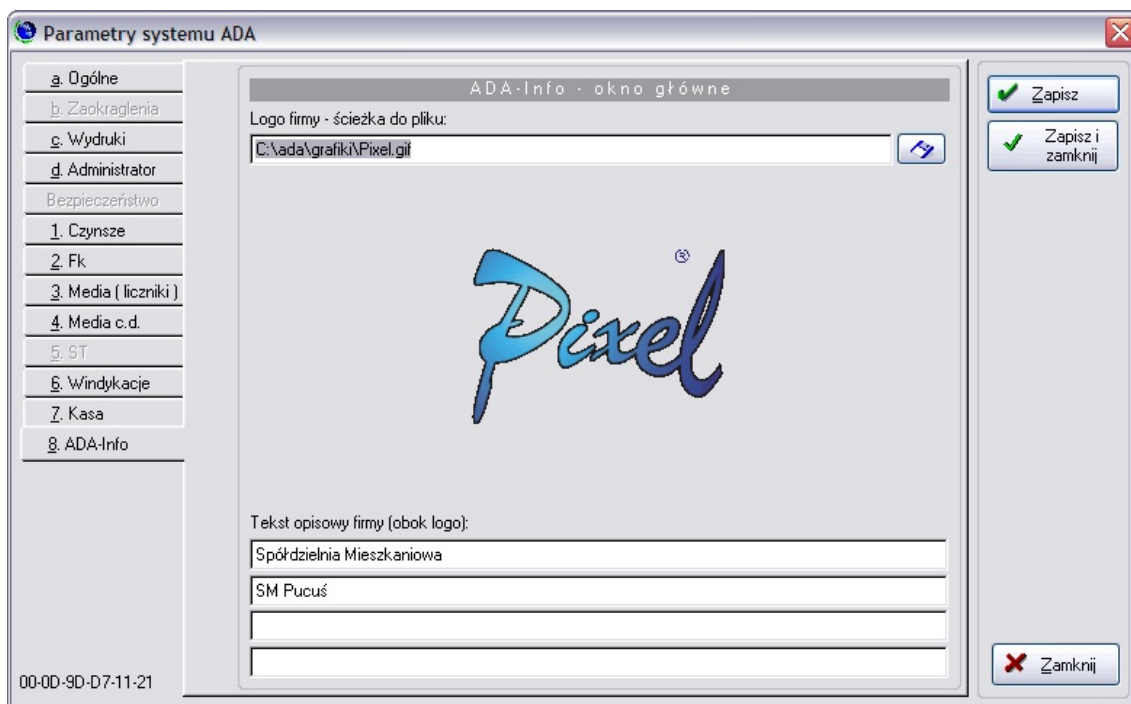 Parametry systemu ADA
a. Ogólne
b. Zaokraglenia
c. Wydruki
d. Administrator
Bezpieczeństwo
1. Czynsze
2. Fk
3. Media ( liczniki )
4. Media c.d.
5. ST
6. Windykacje
7. Kasa
8. ADA-Info
00-0D-9D-D7-11-21
ADA-Info - okno główne
Logo firmy - ścieżka do pliku:
C:\ada\grafiki\Pixel.gif
Pixel ®
Tekst opisowy firmy (obok logo):
Spółdzielnia Mieszkaniowa
SM Pucuś
Zapisz
Zapisz i
zamknij
Zamknij